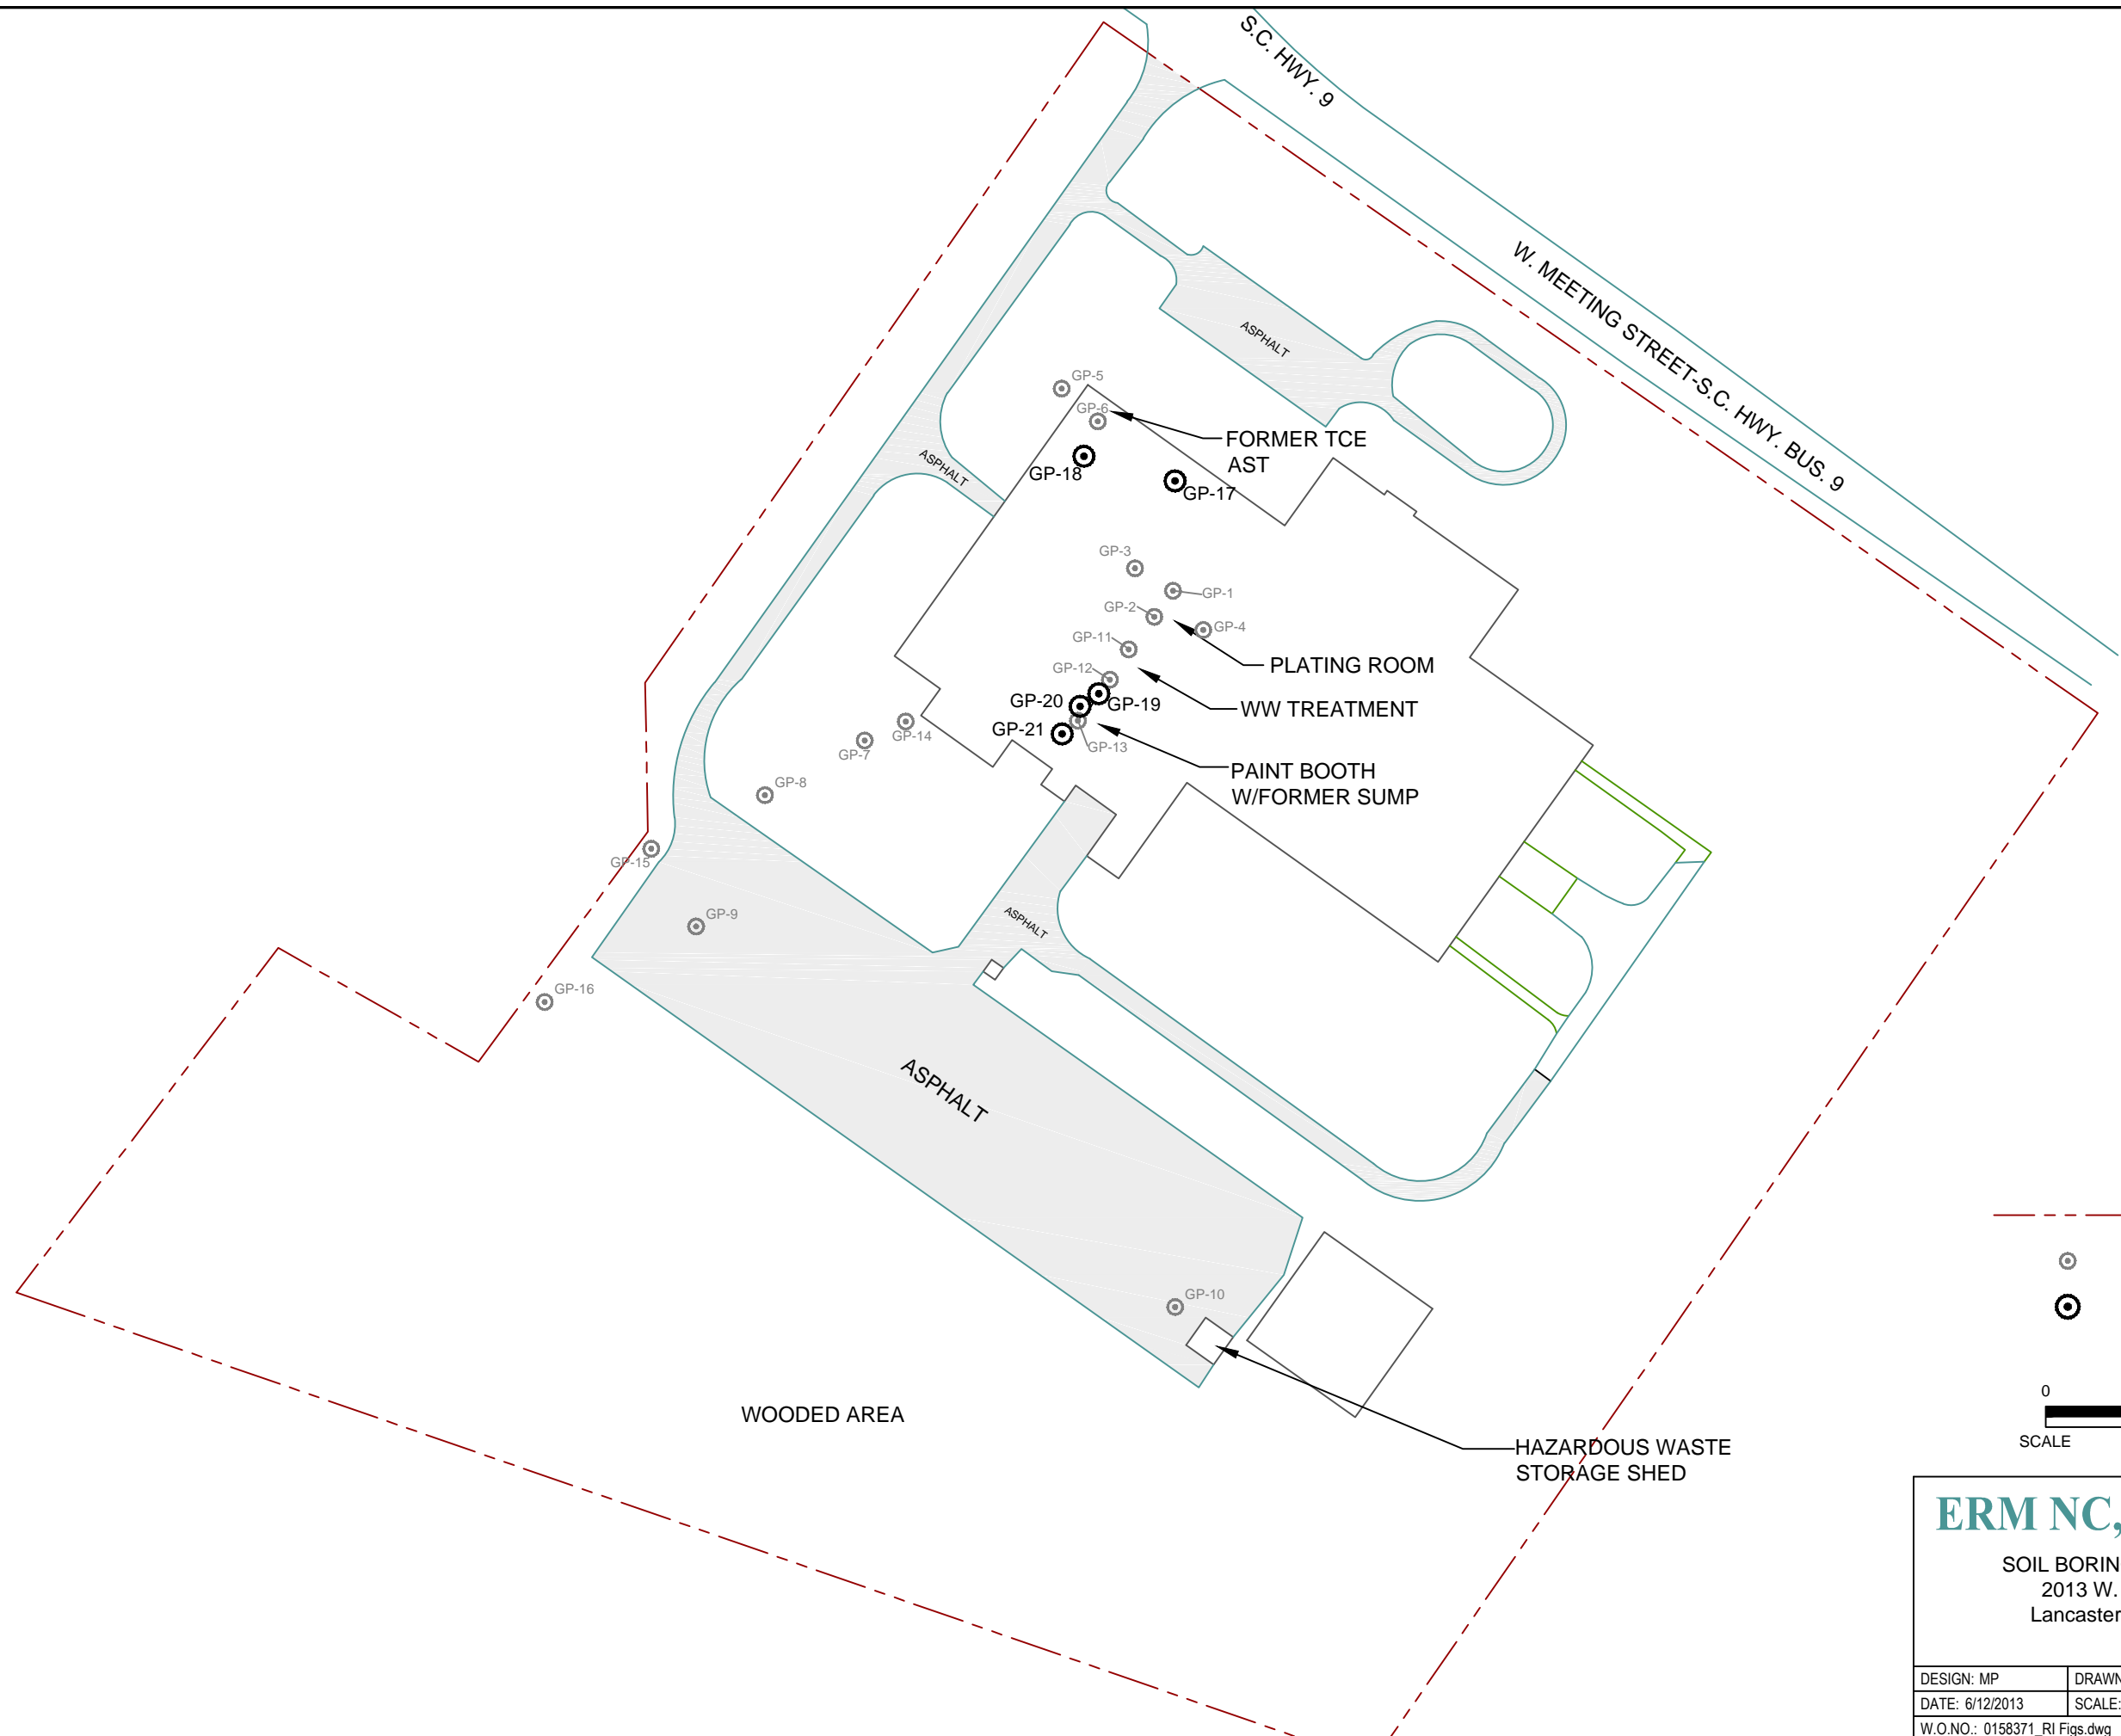 S.C. HWY. 9
W. MEETING STREET-S.C. HWY. BUS. 9
ASPHALT
GP-5
GP-6
FORMER TCE
AST
GP-18
ASPHALT
GP-17
GP-3
GP-1
GP-2
GP-4
GP-11
PLATING ROOM
GP-12
GP-20
GP-19
WW TREATMENT
GP-21
GP-14
GP-13
GP-7
PAINT BOOTH
W/FORMER SUMP
GP-8
GP-15
GP-9
ASPHALT
GP-16
ASPHALT
GP-10
WOODED AREA
HAZARDOUS WASTE
STORAGE SHED
0
SCALE
ERM NC,
SOIL BORIN
2013 W.
Lancaster
DESIGN: MP
DRAWN
DATE: 6/12/2013
SCALE:
W.O.NO.: 0158371_RI Figs.dwg